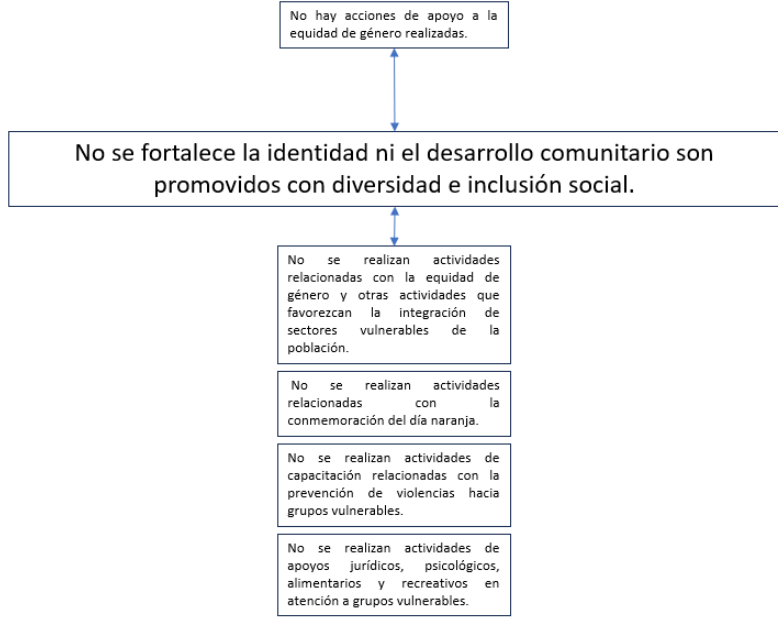 No hay acciones de apoyo a la
equidad de género realizadas.
No se fortalece la identidad ni el desarrollo comunitario son
promovidos con diversidad e inclusión social.
No se realizan actividades
relacionadas con la equidad de
género y otras actividades que
favorezcan la integración de
sectores vulnerables de la
población.
No se realizan actividades
relacionadas con la
conmemoración del día naranja.
No se realizan actividades de
capacitación relacionadas con la
prevención de violencias hacia
grupos vulnerables.
No se realizan actividades de
apoyos jurídicos, psicológicos,
alimentarios y recreativos en
atención a grupos vulnerables.